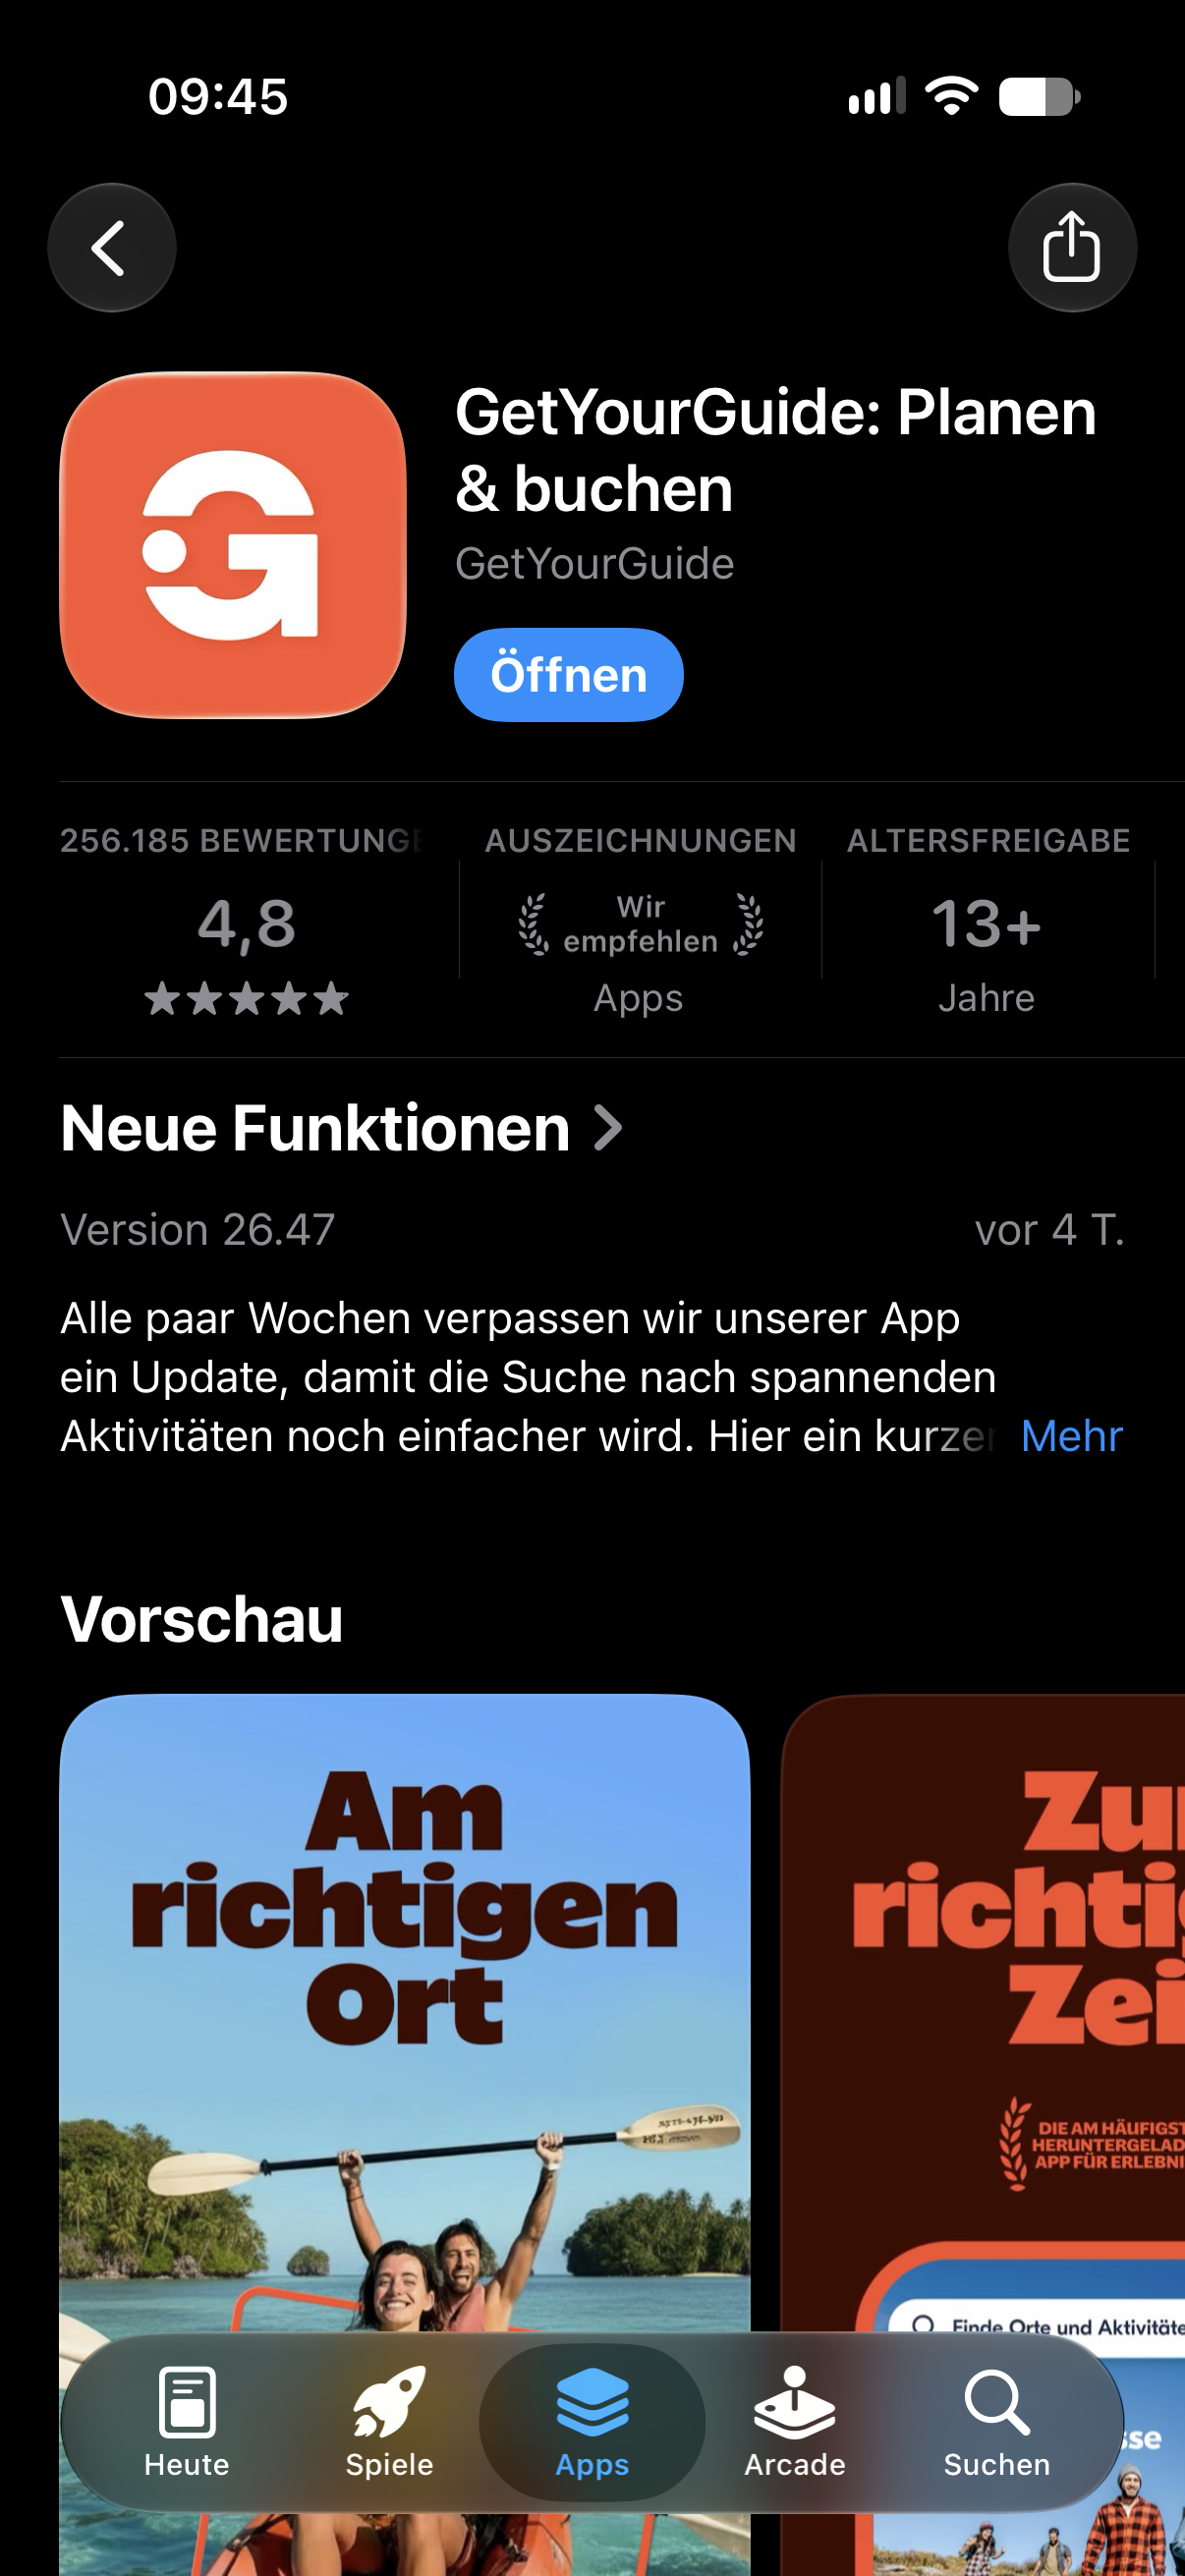 09:45
GetYourGuide: Planen
& buchen
GetYourGuide
Öffnen
256.185 BEWERTUNGE
4,8
AUSZEICHNUNGEN
Wir
empfehlen
Apps
ALTERSFREIGABE
13+
Jahre
Neue Funktionen
Version 26.47
vor 4 T.
Alle paar Wochen verpassen wir unserer App
ein Update, damit die Suche nach spannenden
Aktivitäten noch einfacher wird. Hier ein kurzer
Mehr
Vorschau
Am
richtigen
Ort
Zu
richti
Zei
DIE AM HÄUFIGST
HERUNTERGELAD
APP FÜR ERLEBNI
Finde Orte und Aktivitäte
sse
Heute
Spiele
Apps
Arcade
Suchen